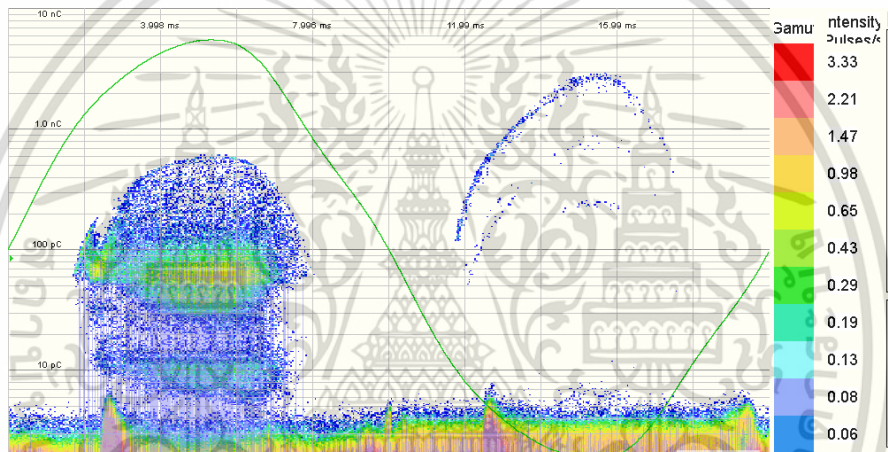 10 nC
3.998 ms
7.996 ms
11.99 ms
15.99 ms
1.0 nC
100 pC
10 pC
Gamut
ntensity
Pulses/s
3.33
2.21
1.47
0.98
0.65
0.43
0.29
0.19
0.13
0.08
0.06